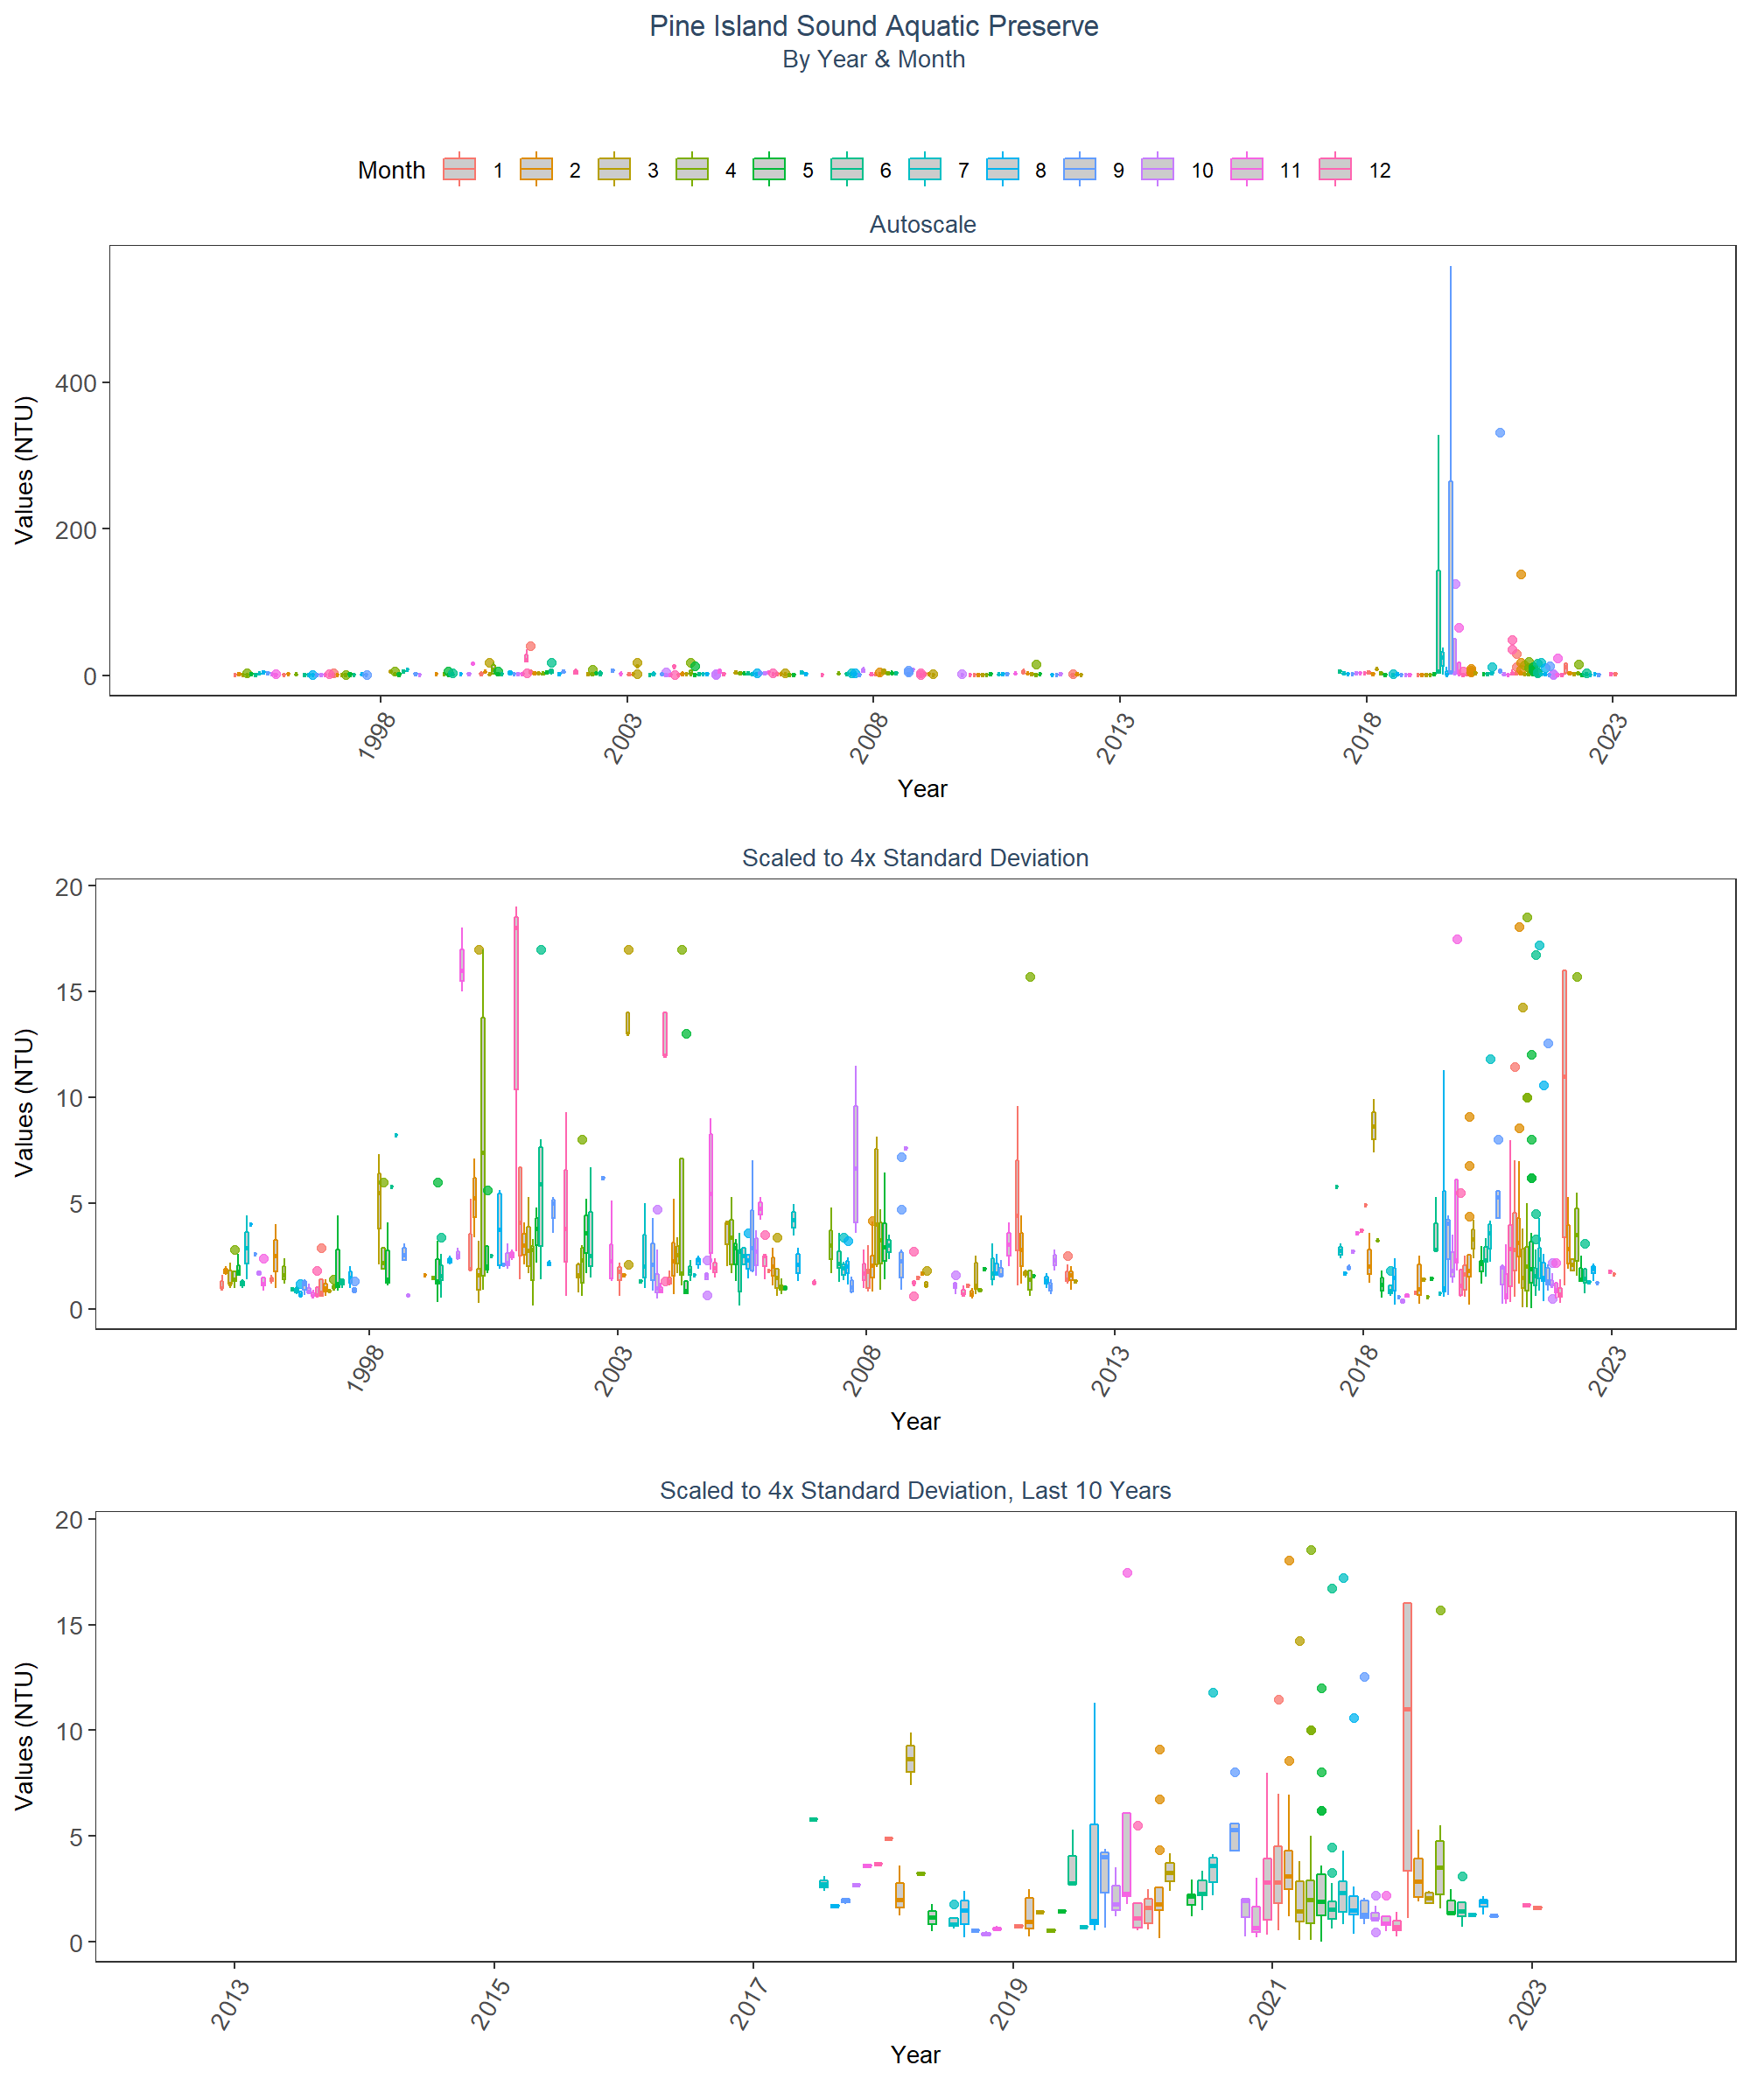 Pine Island Sound Aquatic Preserve
By Year & Month
Month 1 2 3 4 5 6 7 8 9 10 11 12
Autoscale
Values (NTU)
400
200
0
1998 2003 2008 2013 2018 2023
Year
Scaled to 4x Standard Deviation
Values (NTU)
20
15
10
5
0
1998 2003 2008 2013 2018 2023
Year
Scaled to 4x Standard Deviation, Last 10 Years
Values (NTU)
20
15
10
5
0
2013 2015 2017 2019 2021 2023
Year